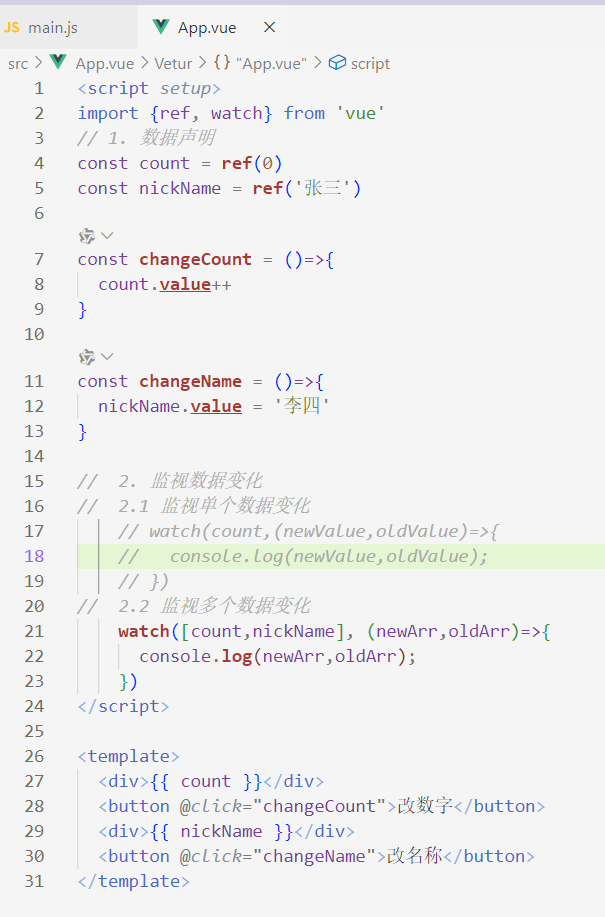 JS main.js
App.vue ×
src > App.vue > Vetur > {} "App.vue" > script
1 <script setup>
2 import {ref, watch} from 'vue'
3 // 1. 数据声明
4 const count = ref(0)
5 const nickName = ref('张三')
6
7 const changeCount = ()=>{
8 count.value++
9 }
10
11 const changeName = ()=>{
12 nickName.value = '李四'
13 }
14
15 // 2. 监视数据变化
16 // 2.1 监视单个数据变化
17 // watch(count,(newValue,oldValue)=>{
18 // console.log(newValue,oldValue);
19 // })
20 // 2.2 监视多个数据变化
21 watch([count,nickName], (newArr,oldArr)=>{
22 console.log(newArr,oldArr);
23 })
24 </script>
25
26 <template>
27 <div>{{ count }}</div>
28 <button @click="changeCount">改数字</button>
29 <div>{{ nickName }}</div>
30 <button @click="changeName">改名称</button>
31 </template>